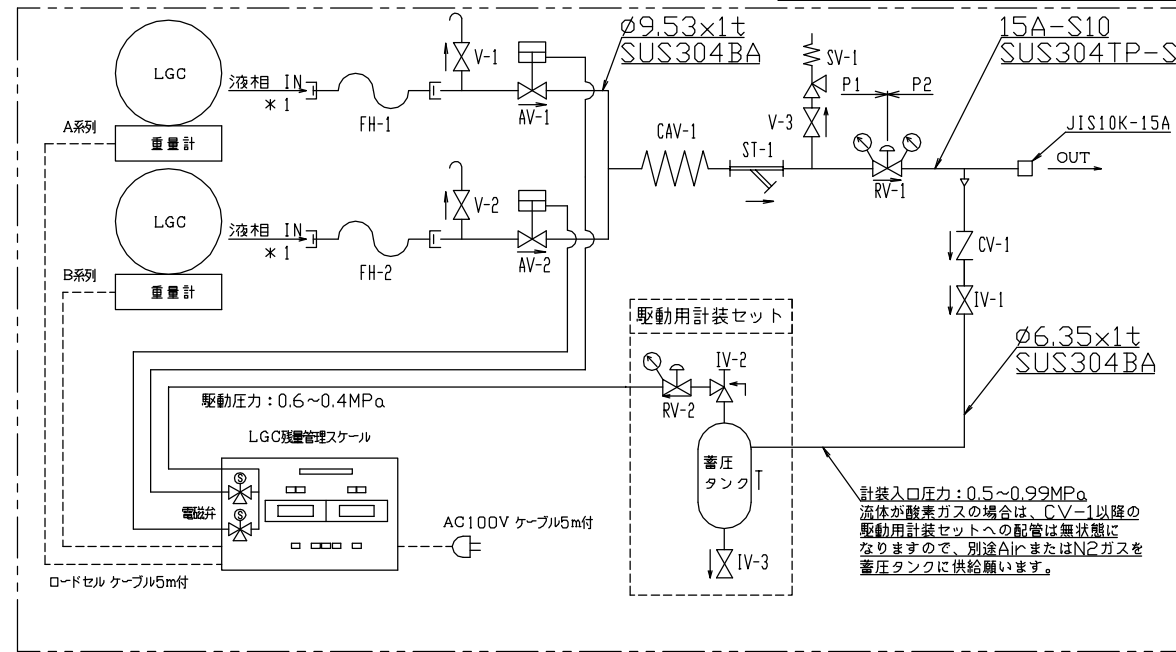 LGC
重量計
A系列
液相 IN
*1
FH-1
V-1
AV-1
Ø9.53x1t
SUS304BA
CAV-1
ST-1
SV-1
V-3
P1
P2
RV-1
15A-S10
SUS304TP-S
JIS10K-15A
OUT
LGC
重量計
B系列
液相 IN
*1
FH-2
V-2
AV-2
CV-1
IV-1
Ø6.35x1t
SUS304BA
駆動用計装セット
IV-2
RV-2
蓄圧
タンク
IV-3
駆動圧力：0.6~0.4MPa
LGC残量管理スケール
S
S
電磁弁
AC100V ケーブル5m付
ロードセル ケーブル5m付
計装入口圧力：0.5~0.99MPa
流体が酸素ガスの場合は、CV-1以降の
駆動用計装セットへの配管は無状態に
なりますので、別途AirまたはN2ガスを
蓄圧タンクに供給願います。